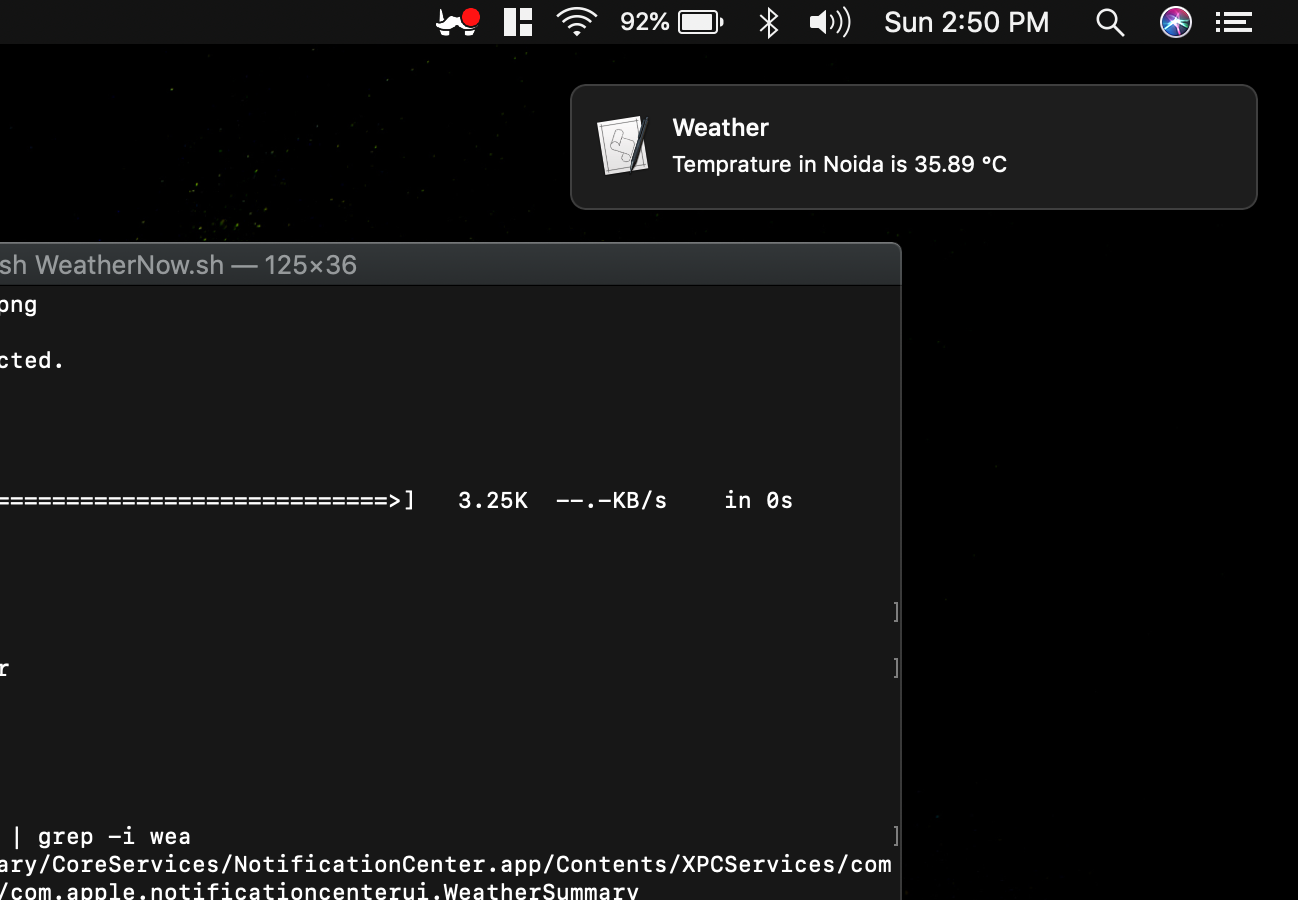 92% Sun 2:50 PM
Weather
Temprature in Noida is 35.89 °C
sh WeatherNow.sh — 125×36
png
cted.
============================>] 3.25K --.-KB/s in 0s
]
r ]
| grep -i wea ]
ary/CoreServices/NotificationCenter.app/Contents/XPCServices/com
/com.apple.notificationcenterui.WeatherSummary